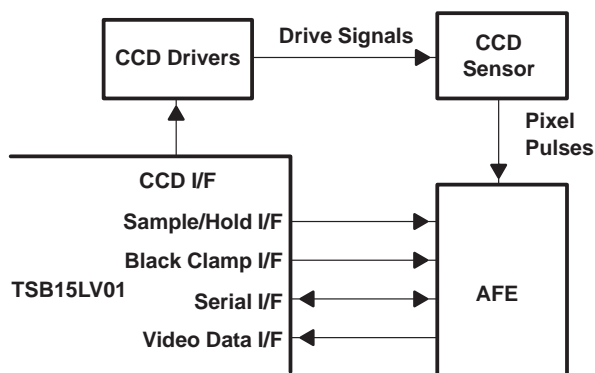 CCD Drivers
Drive Signals
CCD
Sensor
Pixel
Pulses
CCD I/F
Sample/Hold I/F
Black Clamp I/F
TSB15LV01
Serial I/F
Video Data I/F
AFE